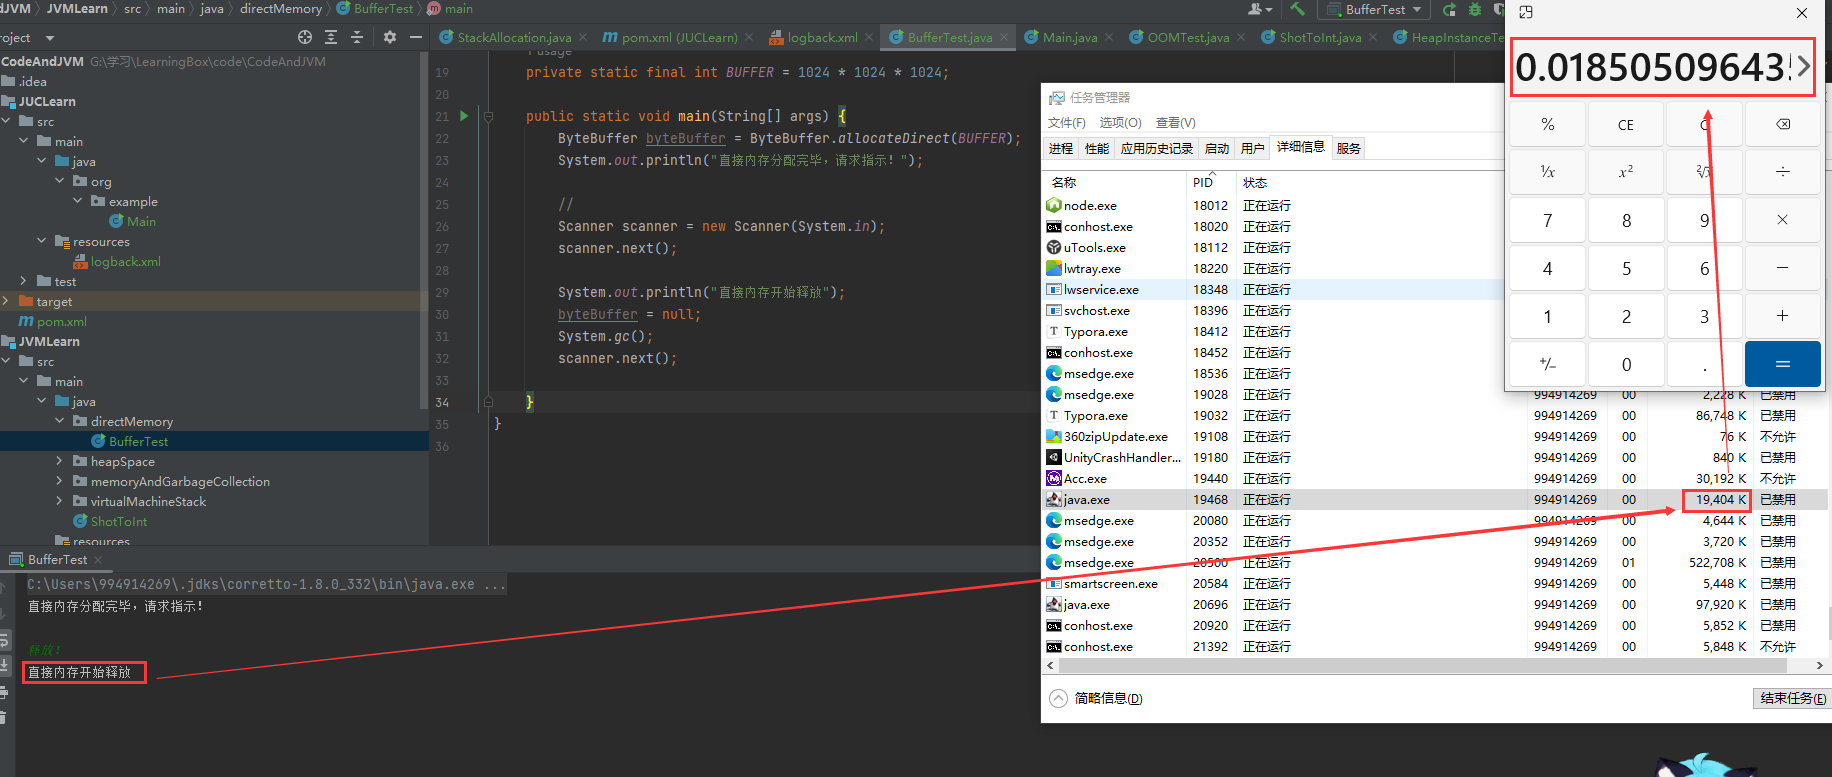 dJVM
JVMLearn
src
main
java
directMemory
BufferTest
main
BufferTest
roject
StackAllocation.java
pom.xml (JUCLearn)
logback.xml
BufferTest.java
Main.java
OOMTest.java
ShotToInt.java
HeapInstanceTe
CodeAndJVM G:\学习\LearningBox\code\CodeAndJVM
.idea
JUCLearn
src
main
java
org
example
Main
resources
logback.xml
test
target
pom.xml
JVMLearn
src
main
java
directMemory
BufferTest
heapSpace
memoryAndGarbageCollection
virtualMachineStack
ShotToInt
resources
1 usage
19 private static final int BUFFER = 1024 * 1024 * 1024;
20
21 public static void main(String[] args) {
22 ByteBuffer byteBuffer = ByteBuffer.allocateDirect(BUFFER);
23 System.out.println("直接内存分配完毕，请求指示！");
24
25 //
26 Scanner scanner = new Scanner(System.in);
27 scanner.next();
28
29 System.out.println("直接内存开始释放");
30 byteBuffer = null;
31 System.gc();
32 scanner.next();
33
34 }
35 }
36
BufferTest
C:\Users\994914269\.jdks\corretto-1.8.0_332\bin\java.exe ...
直接内存分配完毕，请求指示！
释放！
直接内存开始释放
任务管理器
文件(F) 选项(O) 查看(V)
进程 性能 应用历史记录 启动 用户 详细信息 服务
名称 PID 状态
node.exe 18012 正在运行
conhost.exe 18020 正在运行
uTools.exe 18112 正在运行
lwtray.exe 18220 正在运行
lwservice.exe 18348 正在运行
svchost.exe 18396 正在运行
Typora.exe 18412 正在运行
conhost.exe 18452 正在运行
msedge.exe 18536 正在运行
msedge.exe 19028 正在运行 994914269 00 2,228 K 已禁用
Typora.exe 19032 正在运行 994914269 00 86,748 K 已禁用
360zipUpdate.exe 19108 正在运行 994914269 00 76 K 不允许
UnityCrashHandler... 19180 正在运行 994914269 00 840 K 已禁用
Acc.exe 19440 正在运行 994914269 00 30,192 K 不允许
java.exe 19468 正在运行 994914269 00 19,404 K 已禁用
msedge.exe 20080 正在运行 994914269 00 4,644 K 已禁用
msedge.exe 20352 正在运行 994914269 00 3,720 K 已禁用
msedge.exe 20500 正在运行 994914269 01 522,708 K 已禁用
smartscreen.exe 20584 正在运行 994914269 00 5,448 K 已禁用
java.exe 20696 正在运行 994914269 00 97,920 K 已禁用
conhost.exe 20920 正在运行 994914269 00 5,852 K 已禁用
conhost.exe 21392 正在运行 994914269 00 5,848 K 不允许
简略信息(D)
结束任务(E)
0.018505096435
% CE C
¹/x x² ²√x ÷
7 8 9 ×
4 5 6 −
1 2 3 +
+/− 0 . =